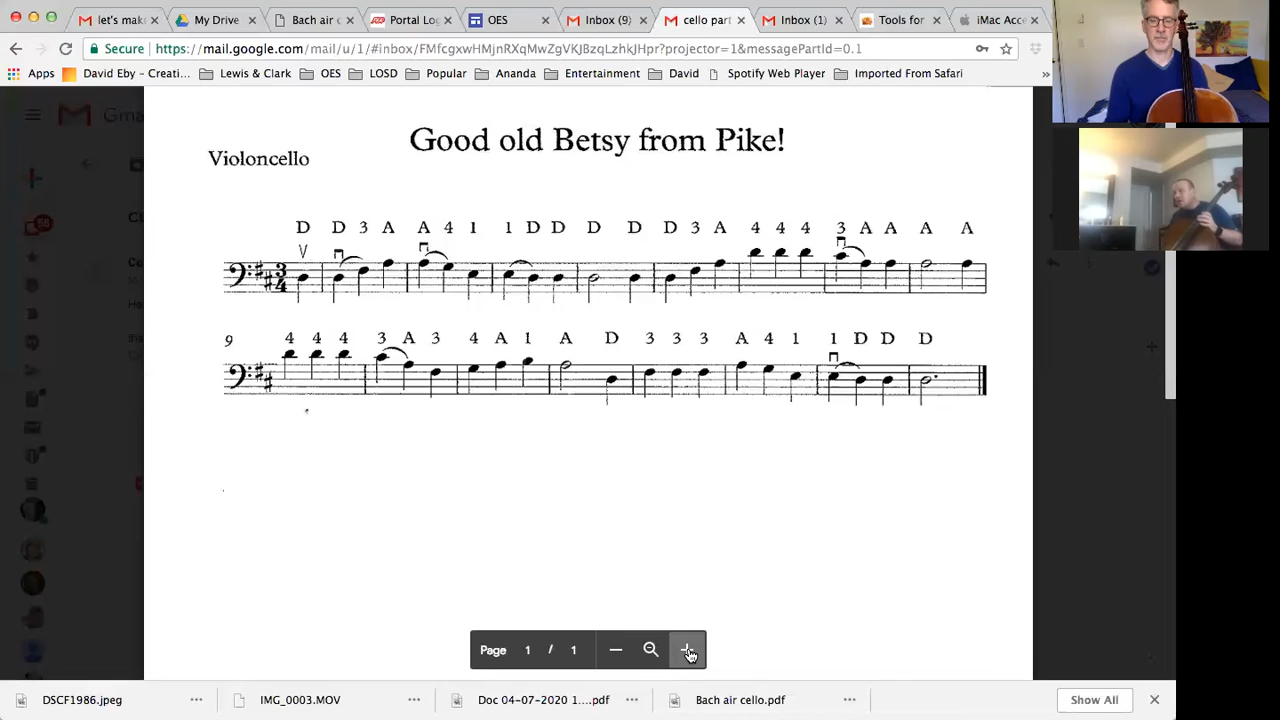 let's mak
My Drive
Bach air c
Portal Log
OES
Inbox (9)
cello part
Inbox (1)
Tools for
iMac Acce
Secure
https://mail.google.com/mail/u/1/#inbox/FMfcgxwHMjnRXqMwZgVKJBzqLzhkJHpr?projector=1&messagePartId=0.1
Apps
David Eby - Creati...
Lewis & Clark
OES
LOSD
Popular
Ananda
Entertainment
David
Spotify Web Player
Imported From Safari
»
Good old Betsy from Pike!
Violoncello
D D 3 A A 4 1 1 D D D D D 3 A 4 4 4 3 A A A A
3
4
9 4 4 4 3 A 3 4 A 1 A D 3 3 3 A 4 1 1 D D D
Page 1 / 1
DSCF1986.jpeg
IMG_0003.MOV
Doc 04-07-2020 1....pdf
Bach air cello.pdf
Show All